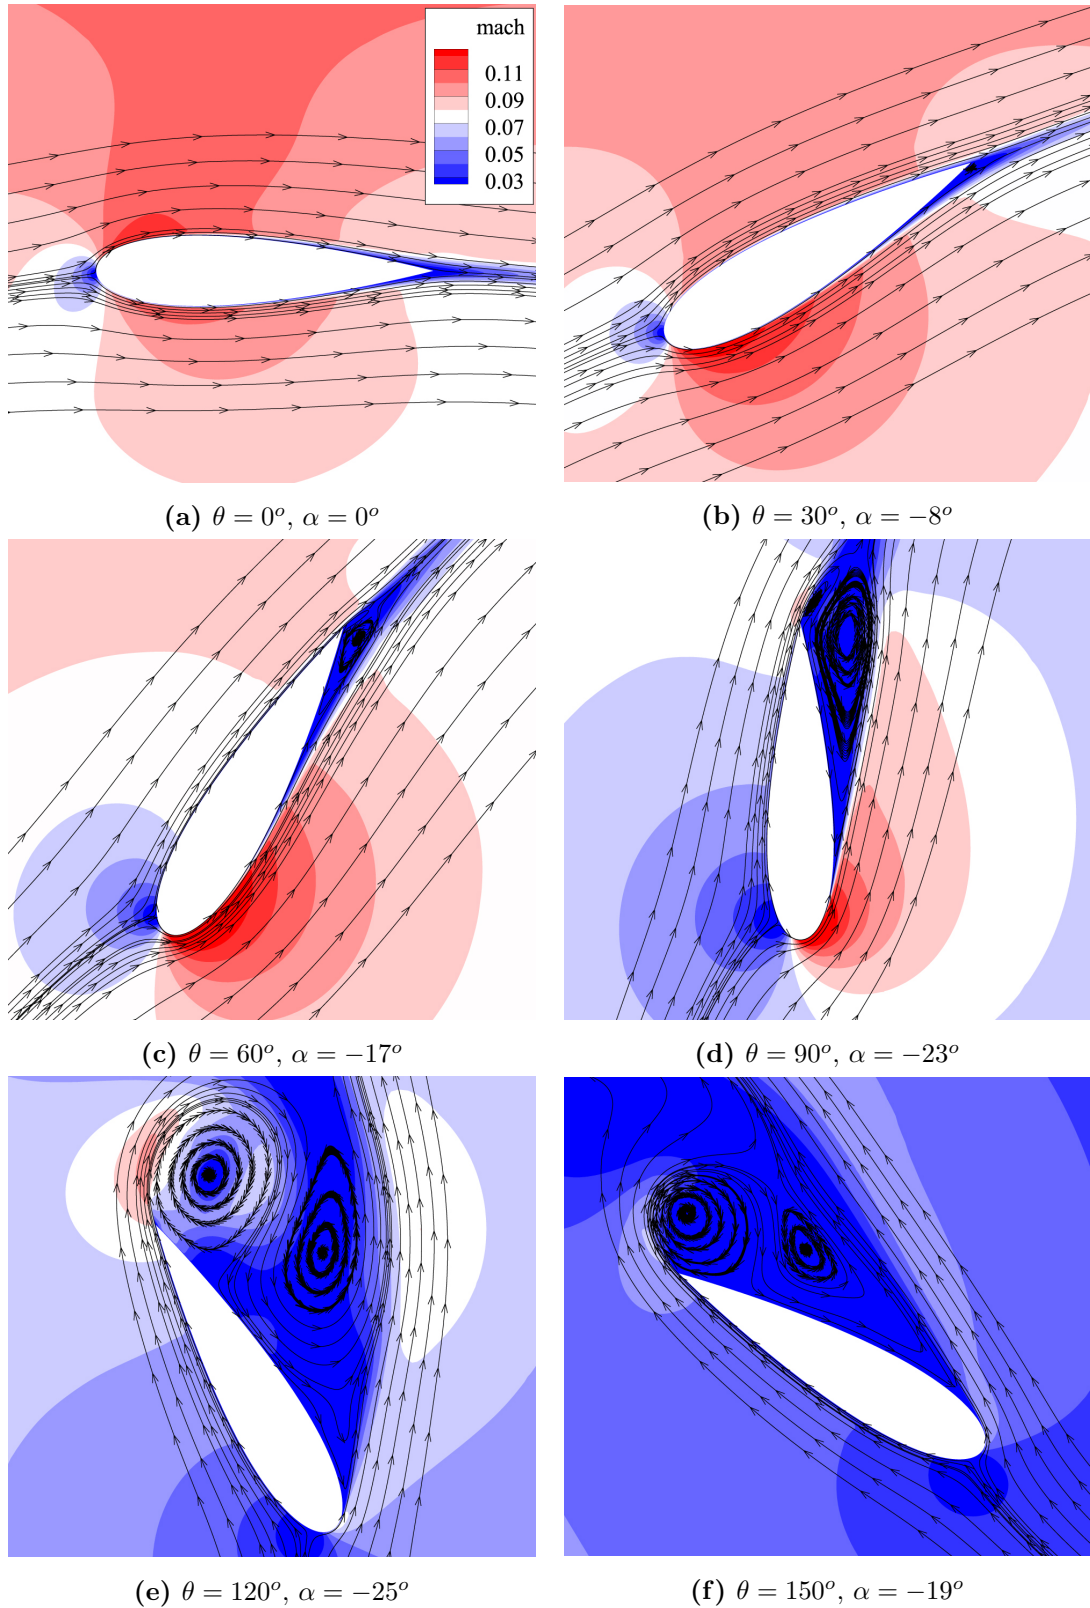 mach
0.11
0.09
0.07
0.05
0.03
(a) θ = 0°, α = 0°
(b) θ = 30°, α = −8°
(c) θ = 60°, α = −17°
(d) θ = 90°, α = −23°
(e) θ = 120°, α = −25°
(f) θ = 150°, α = −19°